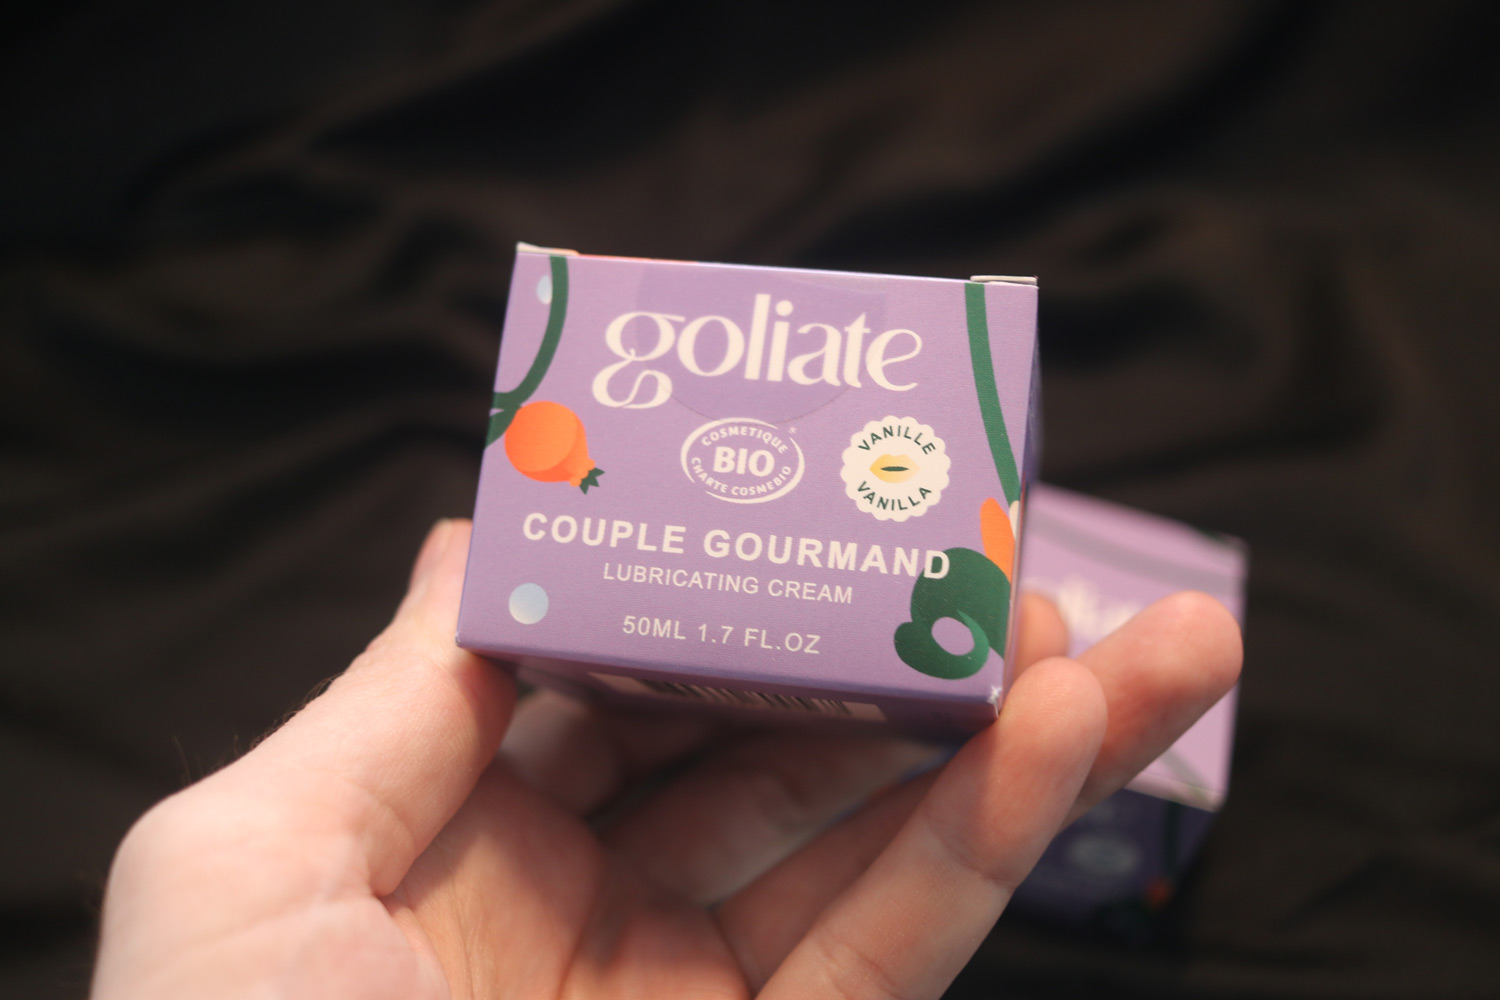 goliate
COSMETIQUE
BIO
CHARTE COSMEBIO
®
VANILLE
VANILLA
COUPLE GOURMAND
LUBRICATING CREAM
50ML 1.7 FL.OZ